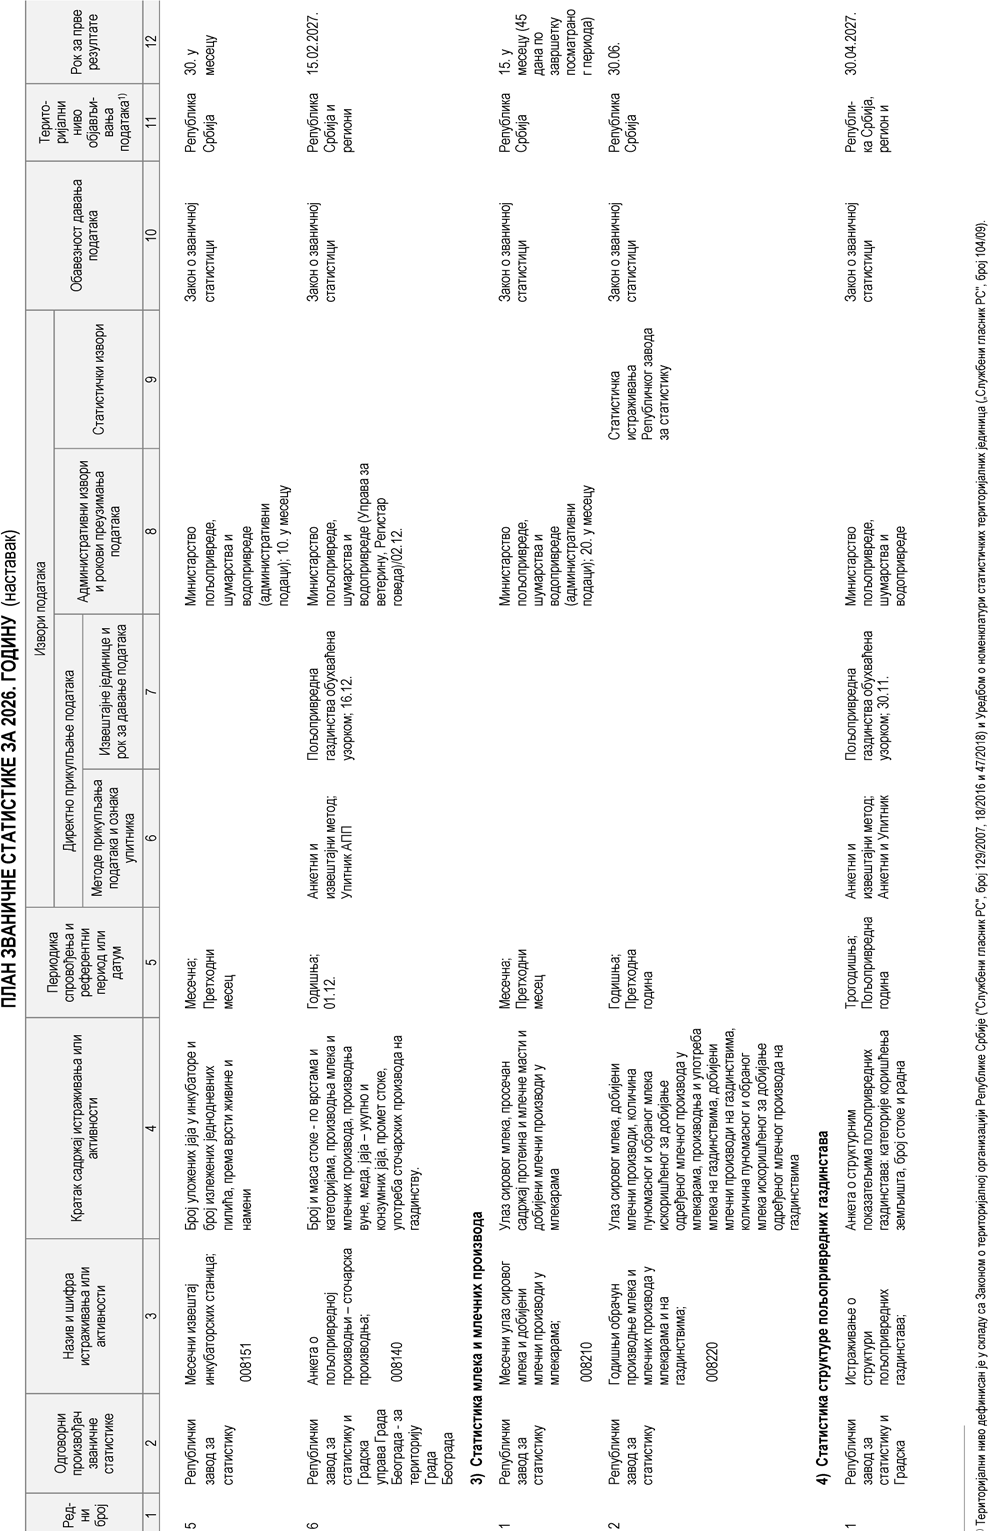 ПЛАН ЗВАНИЧНЕ СТАТИСТИКЕ ЗА 2026. ГОДИНУ (наставак)
Ред-
ни
број
Одговорни
произвођач
званичне
статистике
Назив и шифра
истраживања или
активности
Кратак садржај истраживања или
активности
Периодика
спровођења и
референтни
период или
датум
Извори података
Директно прикупљање података
Методе прикупљања
података и ознака
упитника
Извештајне јединице и
рок за давање података
Административни извори
и рокови преузимања
података
Статистички извори
Обавезност давања
података
Терито-
ријални
ниво
објављи-
вања
података1)
Рок за прве
резултате
1
2
3
4
5
6
7
8
9
10
11
12
5
Републички
завод за
статистику
Месечни извештај
инкубаторских станица;
008151
Број уложених јаја у инкубаторе и
број излежених једнодневних
пилића, према врсти живине и
намени
Месечна;
Претходни
месец
Министарство
пољопривреде,
шумарства и
водопривреде
(административни
подаци); 10. у месецу
Закон о званичној
статистици
Република
Србија
30. у
месецу
6
Републички
завод за
статистику и
Градска
управа Града
Београда - за
територију
Града
Београда
Анкета о
пољопривредној
производњи – сточарска
производња;
008140
Број и маса стоке - по врстама и
категоријама, производња млека и
млечних производа, производња
вуне, меда, јаја – укупно и
конзумних јаја, промет стоке,
употреба сточарских производа на
газдинству.
Годишња;
01.12.
Анкетни и
извештајни метод;
Упитник АПП
Пољопривредна
газдинства обухваћена
узорком; 16.12.
Министарство
пољопривреде,
шумарства и
водопривреде (Управа за
ветерину, Регистар
говеда)/02.12.
Закон о званичној
статистици
Република
Србија и
региони
15.02.2027.
3) Статистика млека и млечних производа
1
Републички
завод за
статистику
Месечни улаз сировог
млека и добијени
млечни производи у
млекарама;
008210
Улаз сировог млека, просечан
садржај протеина и млечне масти и
добијени млечни производи у
млекарама
Месечна;
Претходни
месец
Министарство
пољопривреде,
шумарства и
водопривреде
(административни
подаци); 20. у месецу
Закон о званичној
статистици
Република
Србија
15. у
месецу (45
дана по
завршетку
посматрано
г периода)
2
Републички
завод за
статистику
Годишњи обрачун
производње млека и
млечних производа у
млекарама и на
газдинствима;
008220
Улаз сировог млека, добијени
млечни производи, количина
пуномасног и обраног млека
искоришћеног за добијање
одређеног млечног производа у
млекарама, производња и употреба
млека на газдинствима, добијени
млечни производи на газдинствима,
количина пуномасног и обраног
млека искоришћеног за добијање
одређеног млечног производа на
газдинствима
Годишња;
Претходна
година
Статистичка
истраживања
Републичког завода
за статистику
Закон о званичној
статистици
Република
Србија
30.06.
4) Статистика структуре пољопривредних газдинстава
1
Републички
завод за
статистику и
Градска
Истраживање о
структури
пољопривредних
газдинстава;
Анкета о структурним
показатељима пољопривредних
газдинстава: категорије коришћења
земљишта, број стоке и радна
Трогодишња;
Пољопривредна
година
Анкетни и
извештајни метод;
Анкетни и Упитник
Пољопривредна
газдинства обухваћена
узорком; 30.11.
Министарство
пољопривреде,
шумарства и
водопривреде
Закон о званичној
статистици
Републи-
ка Србија,
регион и
30.04.2027.
) Територијални ниво дефинисан је у складу са Законом о територијалној организацији Републике Србије ("Службени гласник РС", број 129/2007, 18/2016 и 47/2018) и Уредбом о номенклатури статистичких територијалних јединица („Службени гласник РС", број 104/09).